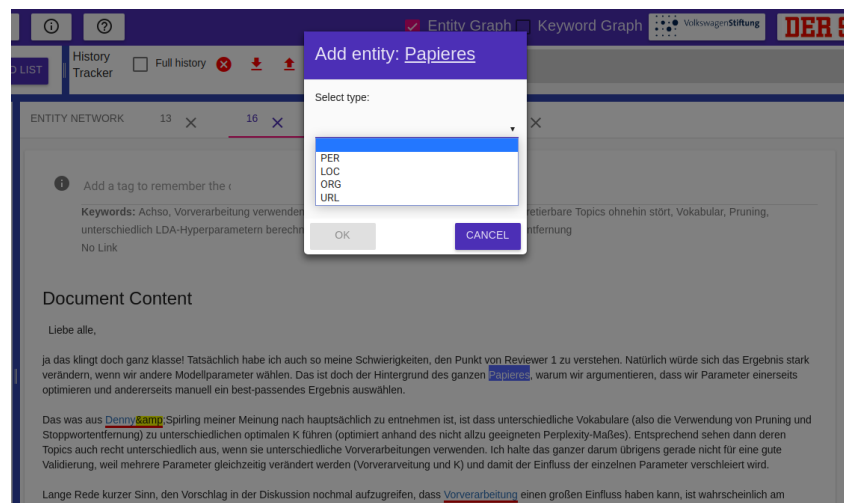 Entity Graph Keyword Graph VolkswagenStiftung DER
LIST History Tracker Full history
Add entity: Papieres
Select type:
PER
LOC
ORG
URL
OK CANCEL
ENTITY NETWORK 13 16
Add a tag to remember the
Keywords: Achso, Vorverarbeitung verwenden retierbare Topics ohnehin stört, Vokabular, Pruning,
unterschiedlich LDA-Hyperparametern berechn ntfernung
No Link
Document Content
Liebe alle,
ja das klingt doch ganz klasse! Tatsächlich habe ich auch so meine Schwierigkeiten, den Punkt von Reviewer 1 zu verstehen. Natürlich würde sich das Ergebnis stark
verändern, wenn wir andere Modellparameter wählen. Das ist doch der Hintergrund des ganzen Papieres, warum wir argumentieren, dass wir Parameter einerseits
optimieren und andererseits manuell ein best-passendes Ergebnis auswählen.
Das was aus Denny&amp;Spirling meiner Meinung nach hauptsächlich zu entnehmen ist, ist dass unterschiedliche Vokabulare (also die Verwendung von Pruning und
Stoppwortentfernung) zu unterschiedlichen optimalen K führen (optimiert anhand des nicht allzu geeigneten Perplexity-Maßes). Entsprechend sehen dann deren
Topics auch recht unterschiedlich aus, wenn sie unterschiedliche Vorverarbeitungen verwenden. Ich halte das ganzer darum übrigens gerade nicht für eine gute
Validierung, weil mehrere Parameter gleichzeitig verändert werden (Vorverarveitung und K) und damit der Einfluss der einzelnen Parameter verschleiert wird.
Lange Rede kurzer Sinn, den Vorschlag in der Diskussion nochmal aufzugreifen, dass Vorverarbeitung einen großen Einfluss haben kann, ist wahrscheinlich am